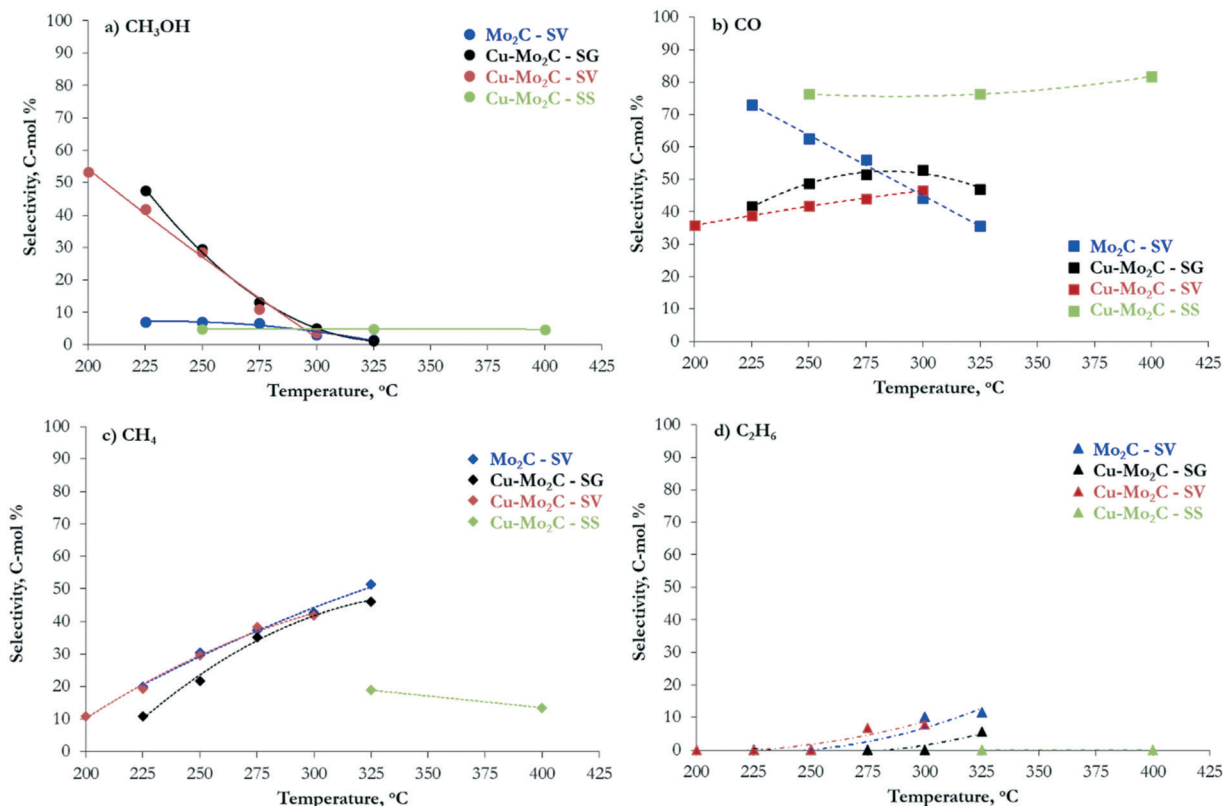 a) CH₃OH
Mo₂C - SV
Cu-Mo₂C - SG
Cu-Mo₂C - SV
Cu-Mo₂C - SS
Selectivity, C-mol %
100
90
80
70
60
50
40
30
20
10
0
200 225 250 275 300 325 350 375 400 425
Temperature, °C
b) CO
Mo₂C - SV
Cu-Mo₂C - SG
Cu-Mo₂C - SV
Cu-Mo₂C - SS
Selectivity, C-mol %
100
90
80
70
60
50
40
30
20
10
0
200 225 250 275 300 325 350 375 400 425
Temperature, °C
c) CH₄
Mo₂C - SV
Cu-Mo₂C - SG
Cu-Mo₂C - SV
Cu-Mo₂C - SS
Selectivity, C-mol %
100
90
80
70
60
50
40
30
20
10
0
200 225 250 275 300 325 350 375 400 425
Temperature, °C
d) C₂H₆
Mo₂C - SV
Cu-Mo₂C - SG
Cu-Mo₂C - SV
Cu-Mo₂C - SS
Selectivity, C-mol %
100
90
80
70
60
50
40
30
20
10
0
200 225 250 275 300 325 350 375 400 425
Temperature, °C